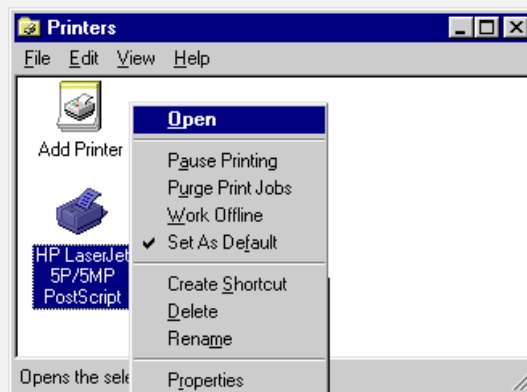 Printers
File Edit View Help
Add Printer
HP LaserJet
5P/5MP
PostScript
Open
Pause Printing
Purge Print Jobs
Work Offline
Set As Default
Create Shortcut
Delete
Rename
Properties
Opens the sele